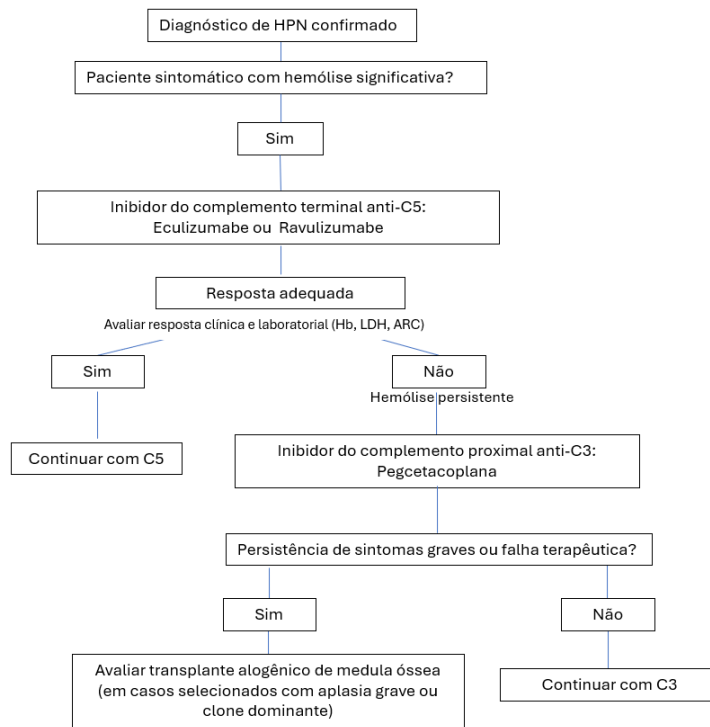 Diagnóstico de HPN confirmado
Paciente sintomático com hemólise significativa?
Sim
Inibidor do complemento terminal anti-C5:
Eculizumabe ou Ravulizumabe
Resposta adequada
Avaliar resposta clínica e laboratorial (Hb, LDH, ARC)
Sim
Não
Hemólise persistente
Continuar com C5
Inibidor do complemento proximal anti-C3:
Pegcetacoplana
Persistência de sintomas graves ou falha terapêutica?
Sim
Não
Avaliar transplante alogênico de medula óssea
(em casos selecionados com aplasia grave ou
clone dominante)
Continuar com C3